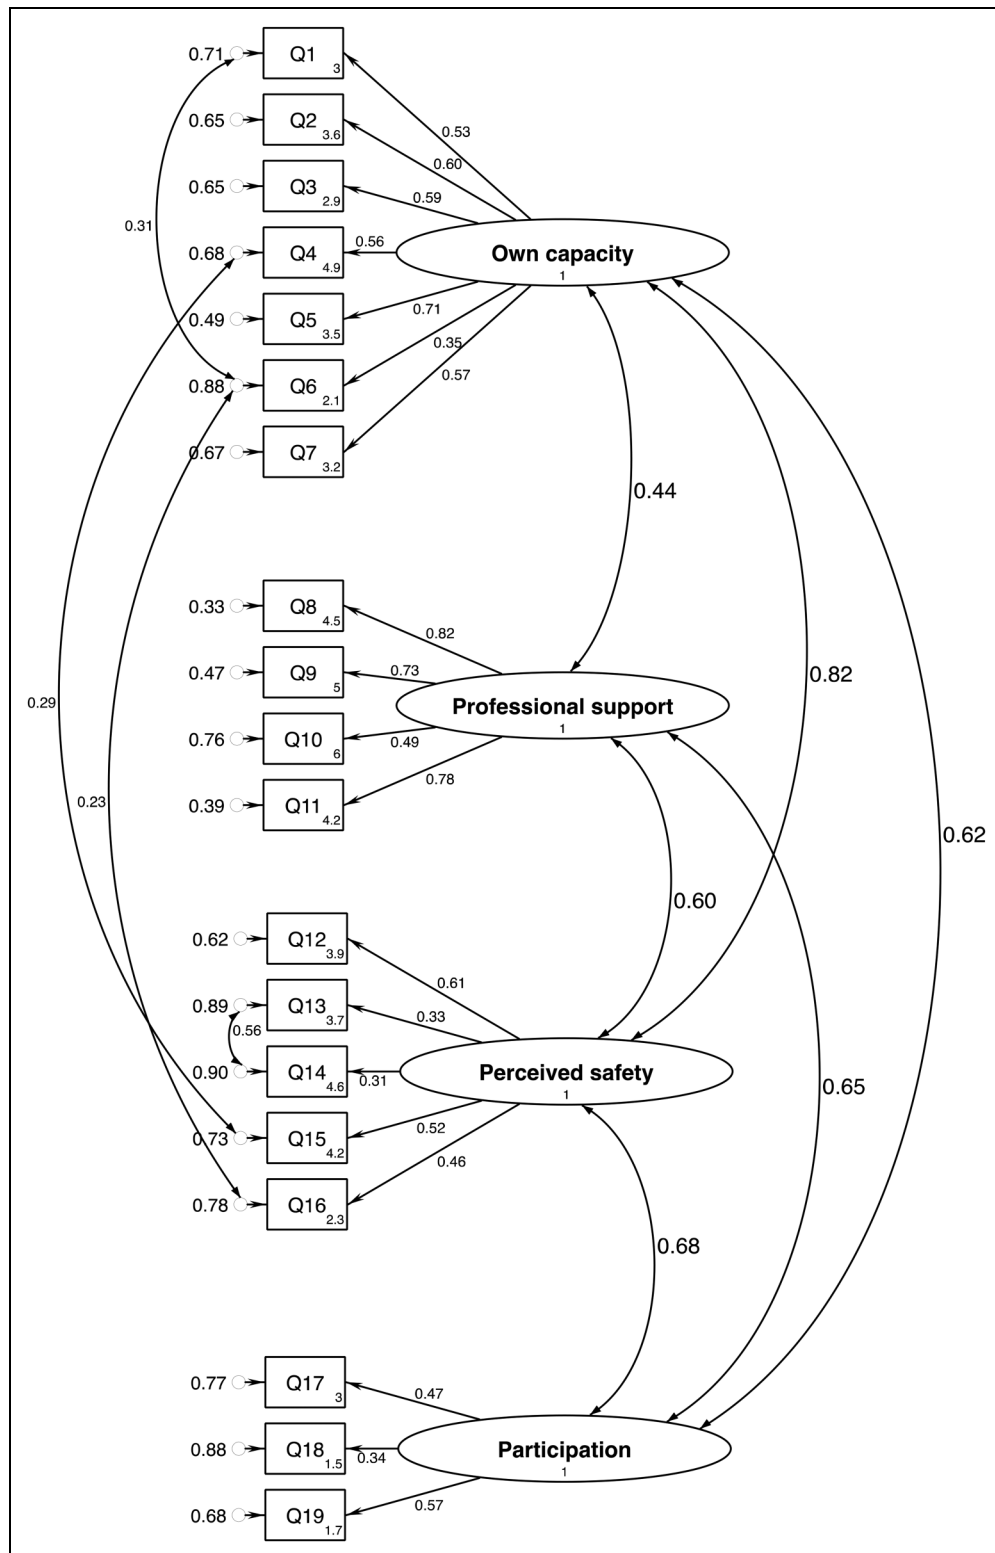 0.71 Q1 3
0.53
0.65 Q2 3.6
0.60
0.65 Q3 2.9
0.59
0.31
0.68 Q4 4.9
0.56
Own capacity
1
0.49 Q5 3.5
0.71
0.35
0.88 Q6 2.1
0.57
0.67 Q7 3.2
0.44
0.33 Q8 4.5
0.82
0.47 Q9 5
0.73
0.82
0.29
Professional support
1
0.76 Q10 6
0.49
0.78
0.23
0.39 Q11 4.2
0.62
0.60
0.62 Q12 3.9
0.61
0.89 Q13 3.7
0.33
0.56
0.90 Q14 4.6
0.31
Perceived safety
1
0.65
0.73 Q15 4.2
0.52
0.46
0.78 Q16 2.3
0.68
0.77 Q17 3
0.47
0.88 Q18 1.5
0.34
Participation
1
0.57
0.68 Q19 1.7